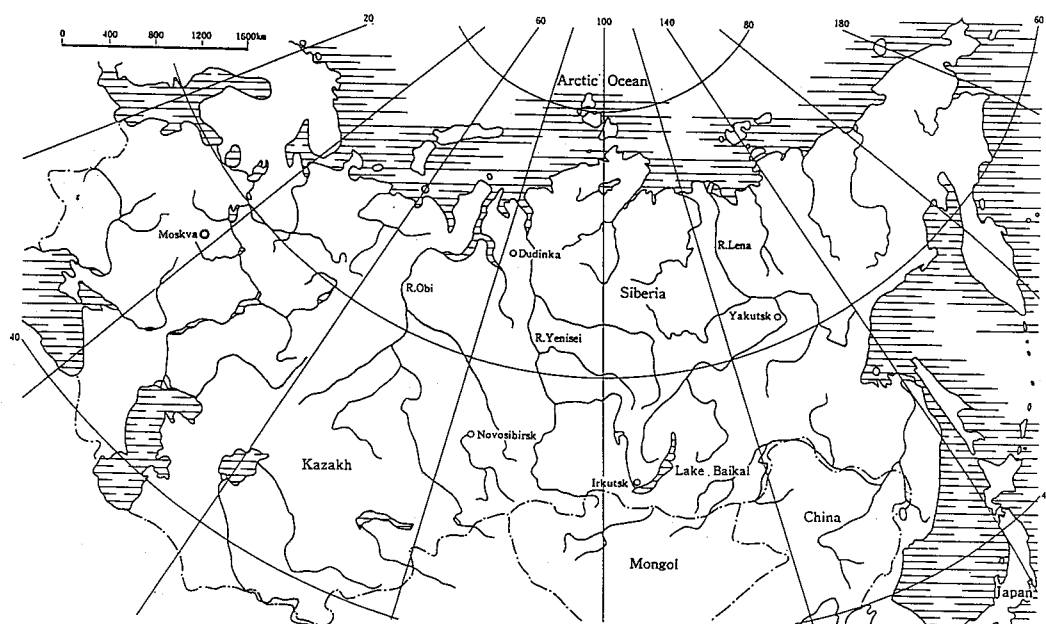 20 60 100 140 80 180 60
0 400 800 1200 1600km
Arctic Ocean
Moskva
Dudinka
R.Lena
R.Obi
Siberia
Yakutsk
40
R.Yenisei
Novosibirsk
Kazakh
Lake Baikal
Irkutsk
China
4
Mongol
Japan